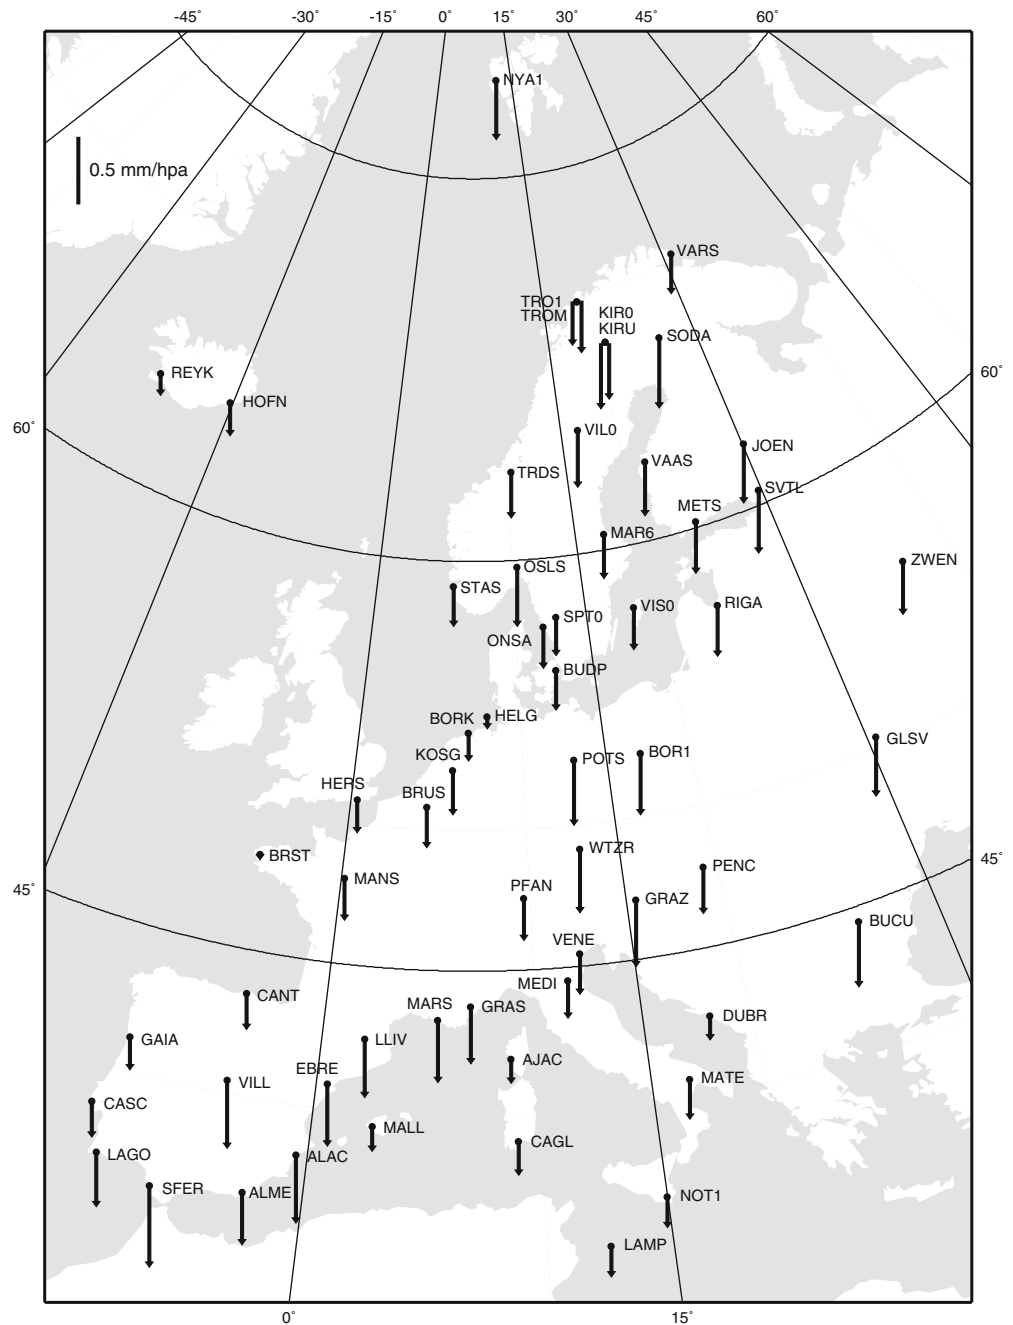 -45° -30° -15° 0° 15° 30° 45° 60°
NYA1
0.5 mm/hpa
VARS
TRO1
TROM
KIR0
KIRU
SODA
REYK
60°
HOFN
60°
VIL0
JOEN
VAAS
TRDS
SVTL
METS
MAR6
ZWEN
OSLS
STAS
RIGA
VIS0
SPT0
ONSA
BUDP
HELG
BORK
GLSV
BOR1
KOSG
POTS
HERS
BRUS
WTZR
BRST
45°
PENC
MANS
PFAN
45°
GRAZ
BUCU
VENE
MEDI
CANT
MARS
GRAS
DUBR
GAIA
LLIV
AJAC
EBRE
MATE
VILL
CASC
MALL
CAGL
LAGO
ALAC
SFER
ALME
NOT1
LAMP
0° 15°